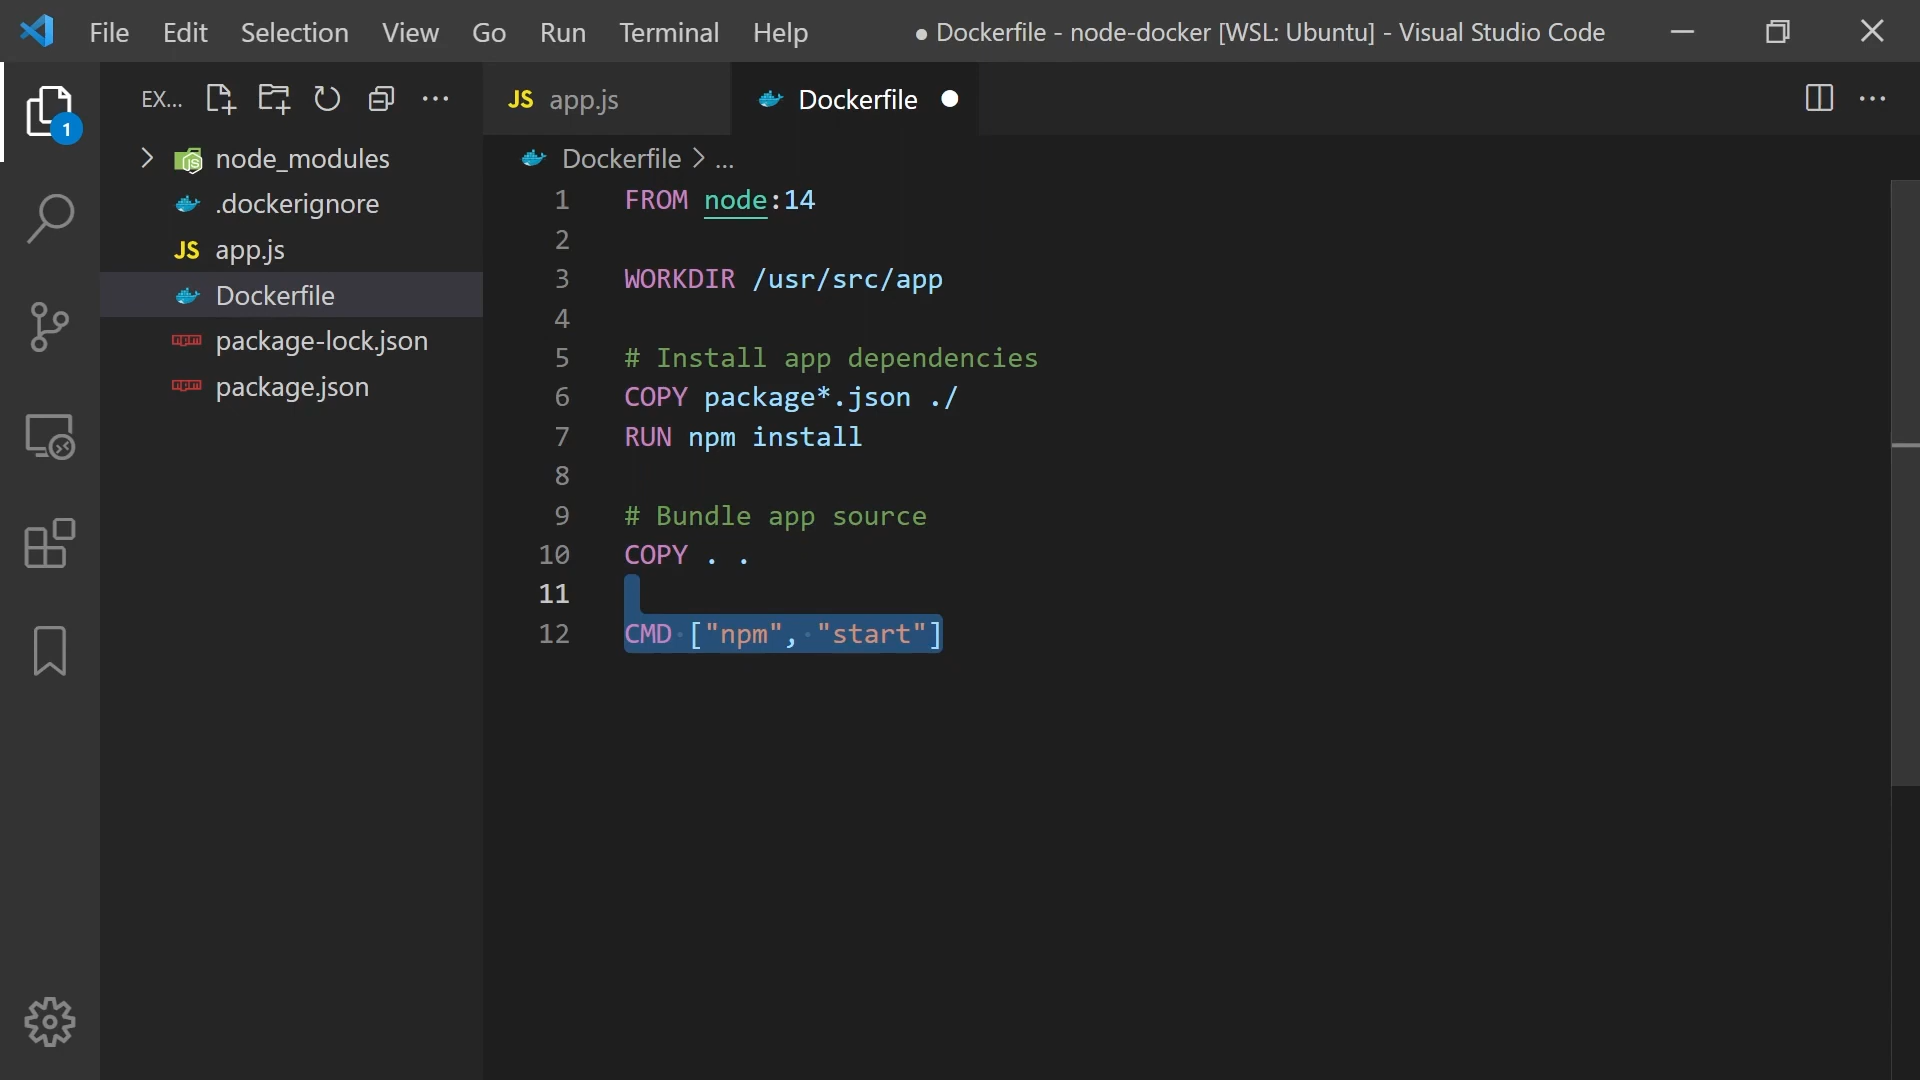 File Edit Selection View Go Run Terminal Help
● Dockerfile - node-docker [WSL: Ubuntu] - Visual Studio Code
1
EX...
node_modules
.dockerignore
JS app.js
Dockerfile
package-lock.json
package.json
JS app.js
Dockerfile
Dockerfile > ...
1 FROM node:14
2
3 WORKDIR /usr/src/app
4
5 # Install app dependencies
6 COPY package*.json ./
7 RUN npm install
8
9 # Bundle app source
10 COPY . .
11
12 CMD ["npm", "start"]